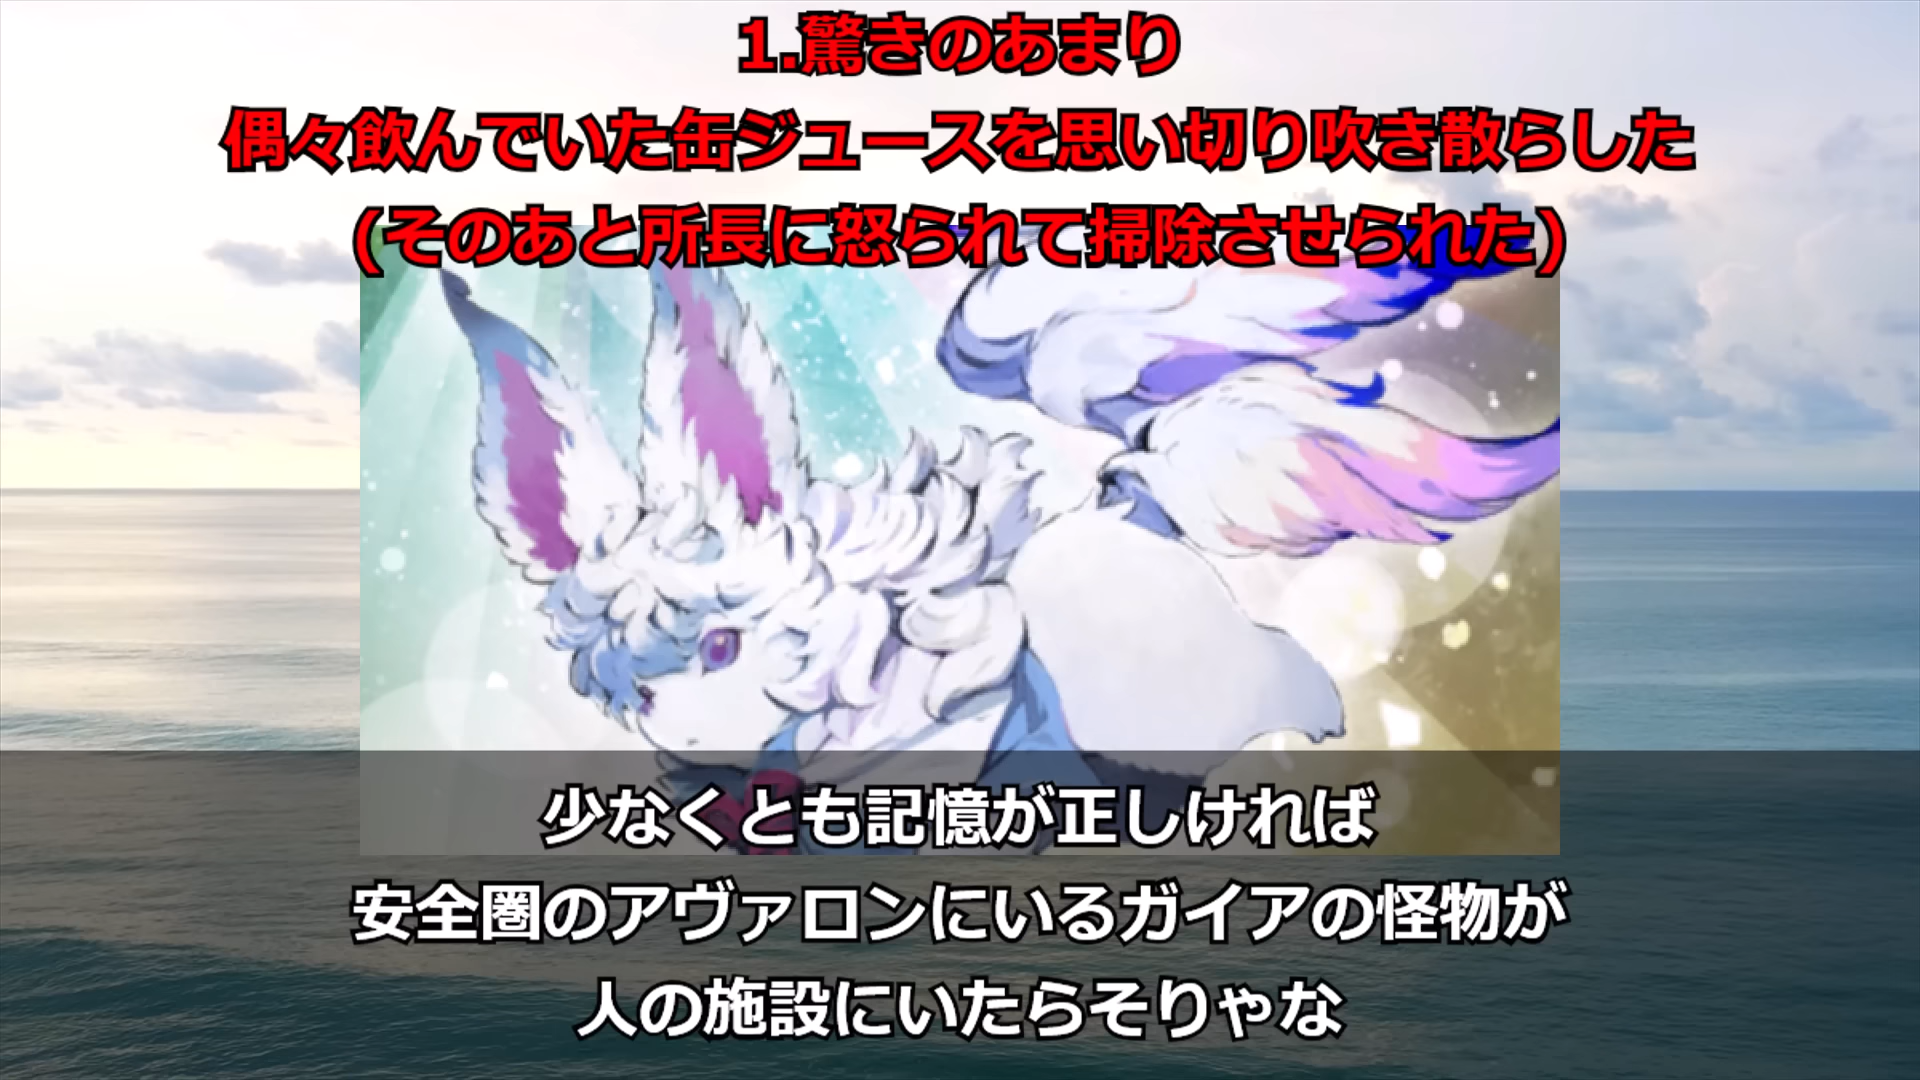 1.驚きのあまり
偶々飲んでいた缶ジュースを思い切り吹き散らした
(そのあと所長に怒られて掃除させられた)
少なくとも記憶が正しければ
安全圏のアヴァロンにいるガイアの怪物が
人の施設にいたらそりゃな